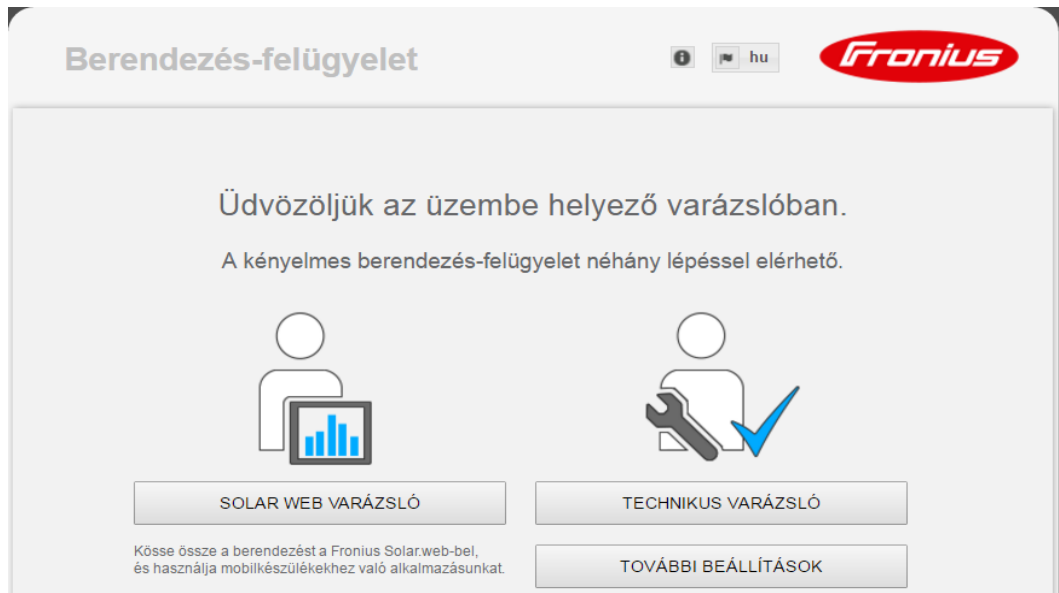 Berendezés-felügyelet
hu
Fronius
Üdvözöljük az üzembe helyező varázslóban.
A kényelmes berendezés-felügyelet néhány lépéssel elérhető.
SOLAR WEB VARÁZSLÓ
TECHNIKUS VARÁZSLÓ
Kösse össze a berendezést a Fronius Solar.web-bel,
és használja mobilkészülékekhez való alkalmazásunkat.
TOVÁBBI BEÁLLÍTÁSOK